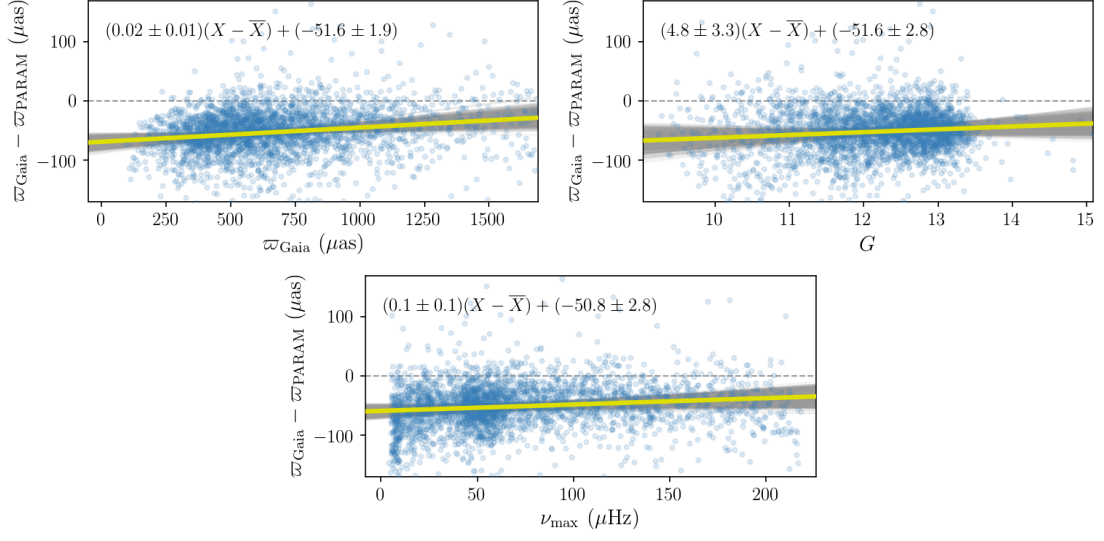 (0.02 ± 0.01)(X − X̅) + (−51.6 ± 1.9)
ϖGaia − ϖPARAM (μas)
100
0
−100
0 250 500 750 1000 1250 1500
ϖGaia (μas)
(4.8 ± 3.3)(X − X̅) + (−51.6 ± 2.8)
ϖGaia − ϖPARAM (μas)
100
0
−100
10 11 12 13 14 15
G
(0.1 ± 0.1)(X − X̅) + (−50.8 ± 2.8)
ϖGaia − ϖPARAM (μas)
100
0
−100
0 50 100 150 200
νmax (μHz)